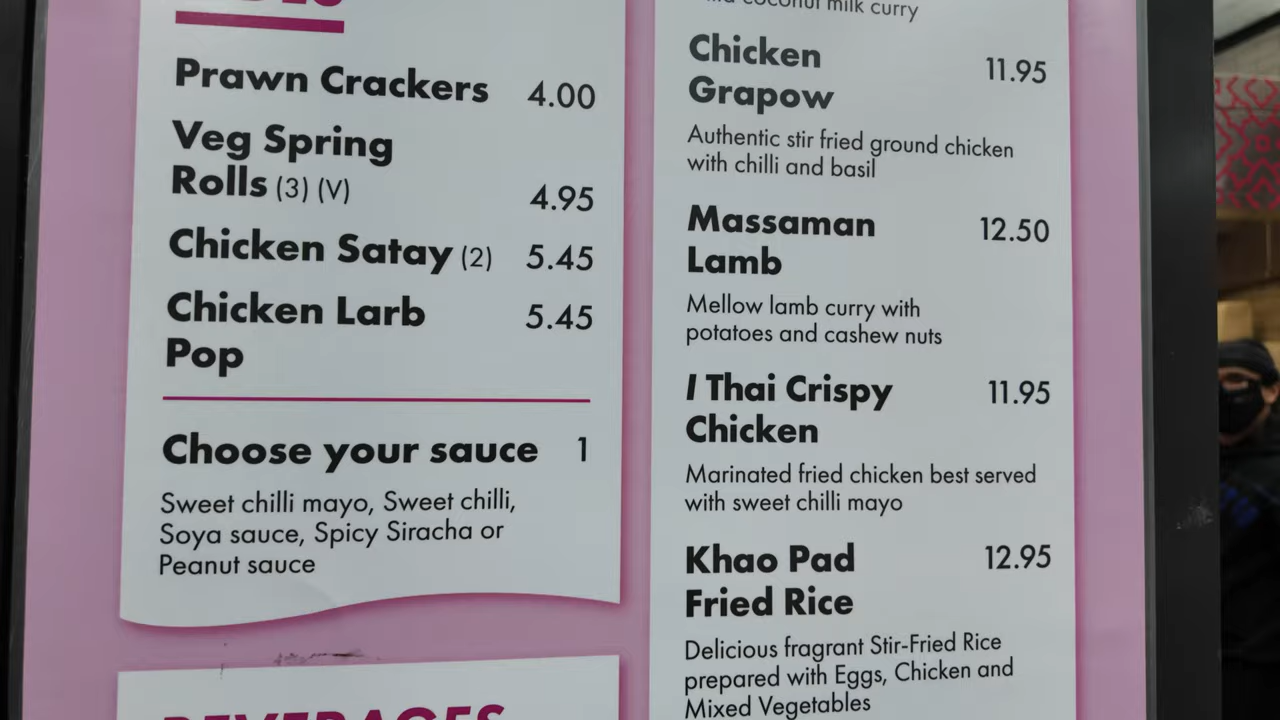 Prawn Crackers 4.00
Veg Spring
Rolls (3) (V) 4.95
Chicken Satay (2) 5.45
Chicken Larb 5.45
Pop
Choose your sauce 1
Sweet chilli mayo, Sweet chilli,
Soya sauce, Spicy Siracha or
Peanut sauce
BEVERAGES
coconut milk curry
Chicken 11.95
Grapow
Authentic stir fried ground chicken
with chilli and basil
Massaman 12.50
Lamb
Mellow lamb curry with
potatoes and cashew nuts
I Thai Crispy 11.95
Chicken
Marinated fried chicken best served
with sweet chilli mayo
Khao Pad 12.95
Fried Rice
Delicious fragrant Stir-Fried Rice
prepared with Eggs, Chicken and
Mixed Vegetables